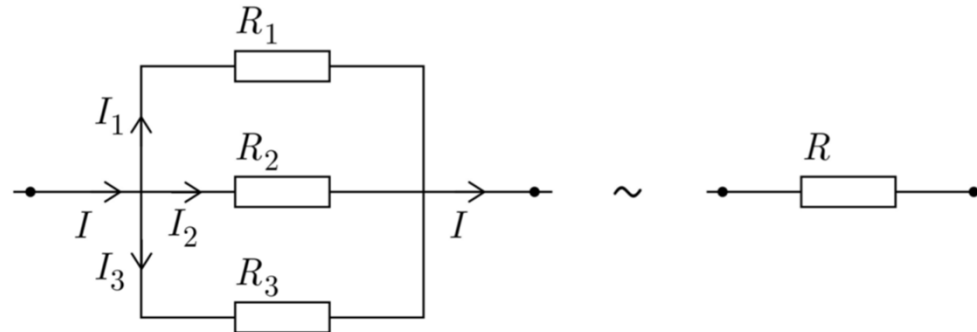 R₁
I₁
R₂
R
I
I₂
I
~
I₃
R₃